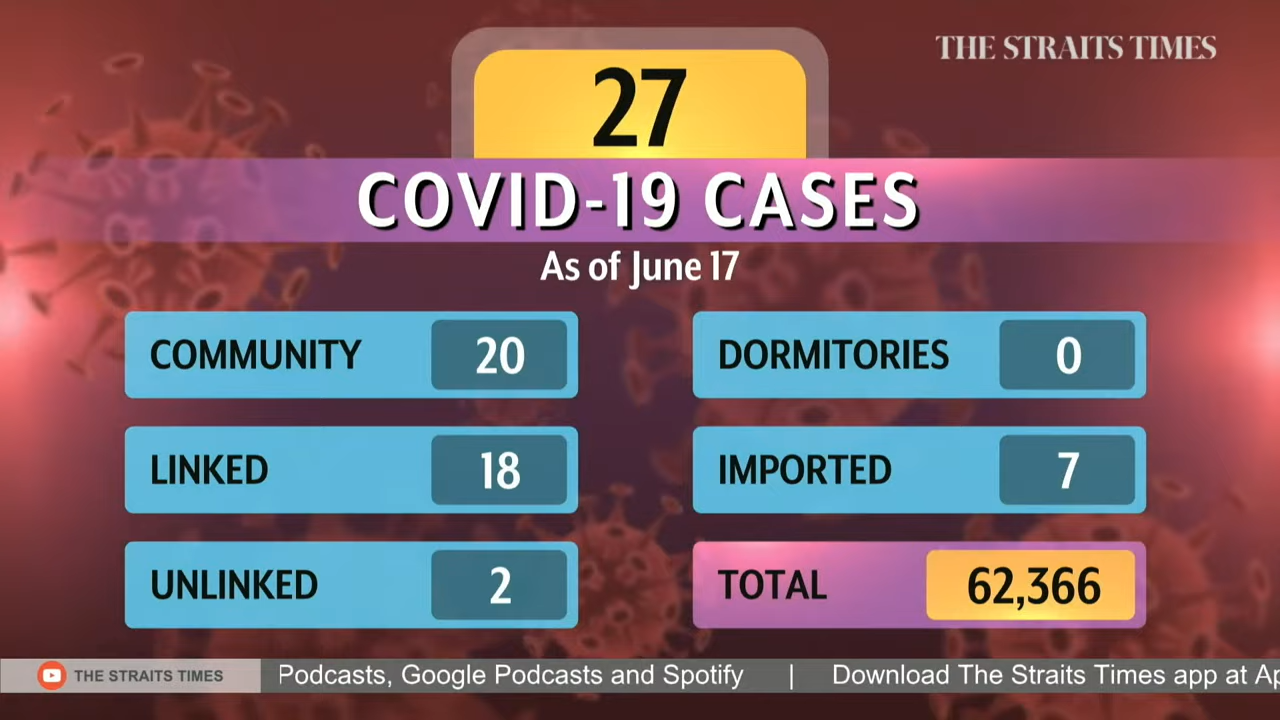 THE STRAITS TIMES
27
COVID-19 CASES
As of June 17
COMMUNITY 20
DORMITORIES 0
LINKED 18
IMPORTED 7
UNLINKED 2
TOTAL 62,366
THE STRAITS TIMES Podcasts, Google Podcasts and Spotify | Download The Straits Times app at Ap